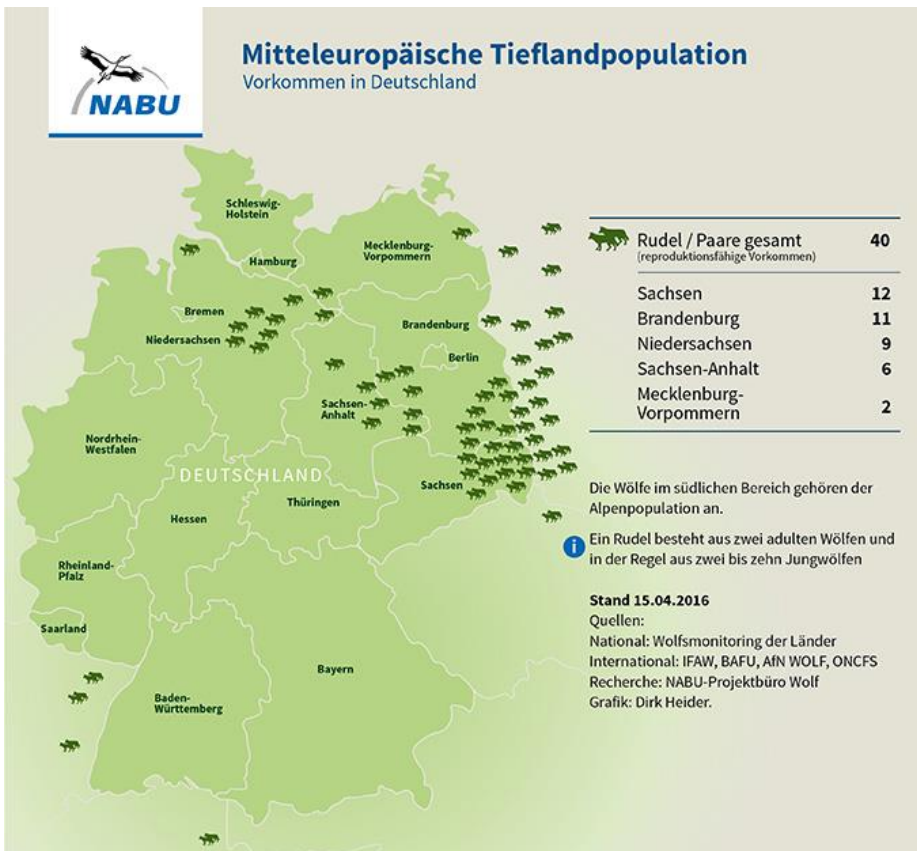 NABU
Mitteleuropäische Tieflandpopulation
Vorkommen in Deutschland
Schleswig-
Holstein
Mecklenburg-
Vorpommern
Hamburg
Bremen
Niedersachsen
Brandenburg
Berlin
Sachsen-
Anhalt
Nordrhein-
Westfalen
DEUTSCHLAND
Sachsen
Thüringen
Hessen
Rheinland-
Pfalz
Saarland
Bayern
Baden-
Württemberg
Rudel / Paare gesamt 40
(reproduktionsfähige Vorkommen)
Sachsen 12
Brandenburg 11
Niedersachsen 9
Sachsen-Anhalt 6
Mecklenburg-
Vorpommern 2
Die Wölfe im südlichen Bereich gehören der
Alpenpopulation an.
i Ein Rudel besteht aus zwei adulten Wölfen und
in der Regel aus zwei bis zehn Jungwölfen
Stand 15.04.2016
Quellen:
National: Wolfsmonitoring der Länder
International: IFAW, BAFU, AfN WOLF, ONCFS
Recherche: NABU-Projektbüro Wolf
Grafik: Dirk Heider.